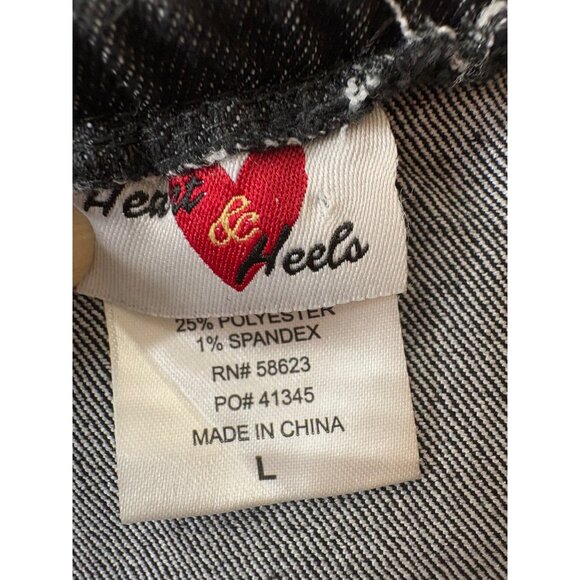 Heart
&
Heels
25% POLYESTER
1% SPANDEX
RN# 58623
PO# 41345
MADE IN CHINA
L